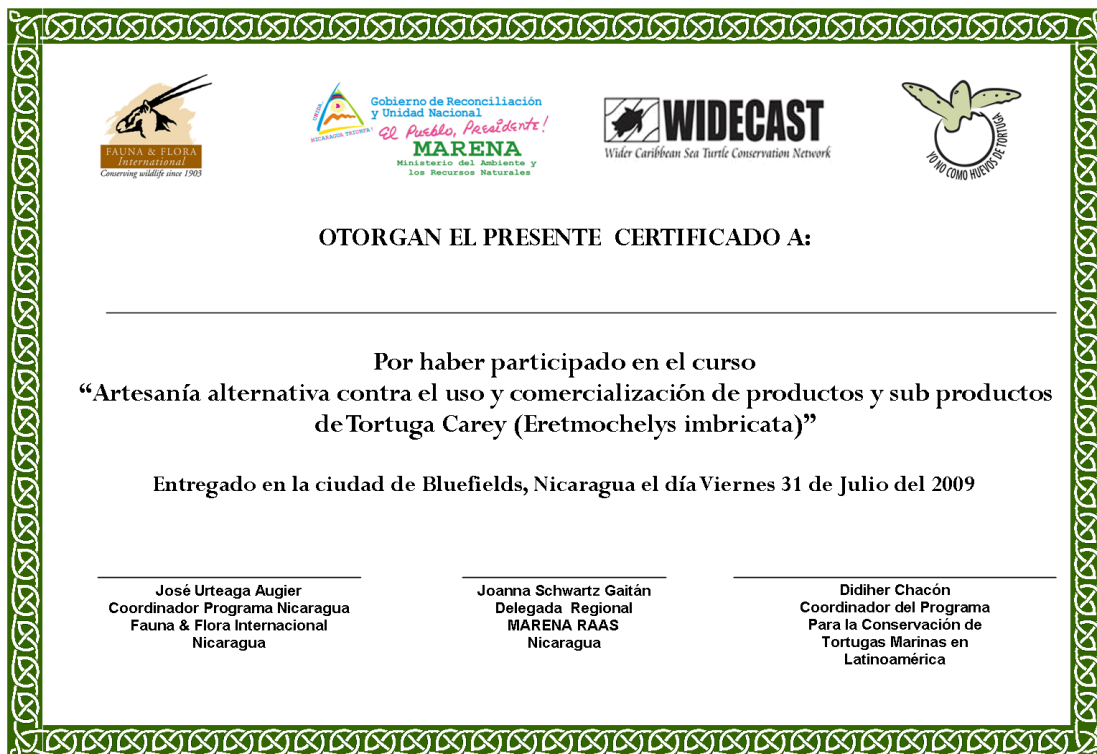 FAUNA & FLORA
International
Conserving wildlife since 1903
UNIDA, NICARAGUA TRIUNFA!
Gobierno de Reconciliación
y Unidad Nacional
El Pueblo, Presidente!
MARENA
Ministerio del Ambiente y
los Recursos Naturales
WIDECAST
Wider Caribbean Sea Turtle Conservation Network
YO NO COMO HUEVOS DE TORTUGA
OTORGAN EL PRESENTE CERTIFICADO A:
Por haber participado en el curso
“Artesanía alternativa contra el uso y comercialización de productos y sub productos
de Tortuga Carey (Eretmochelys imbricata)”
Entregado en la ciudad de Bluefields, Nicaragua el día Viernes 31 de Julio del 2009
José Urteaga Augier
Coordinador Programa Nicaragua
Fauna & Flora Internacional
Nicaragua
Joanna Schwartz Gaitán
Delegada Regional
MARENA RAAS
Nicaragua
Didiher Chacón
Coordinador del Programa
Para la Conservación de
Tortugas Marinas en
Latinoamérica